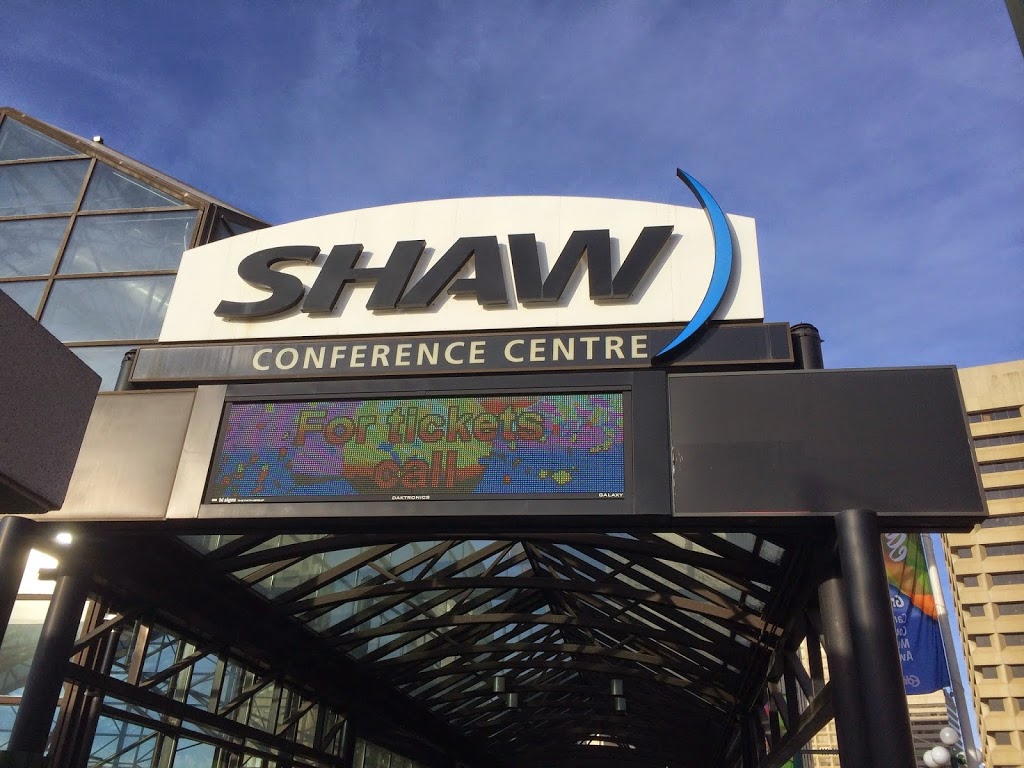 SHAW
CONFERENCE CENTRE
For tickets
call
DAKTRONICS
GALAXY